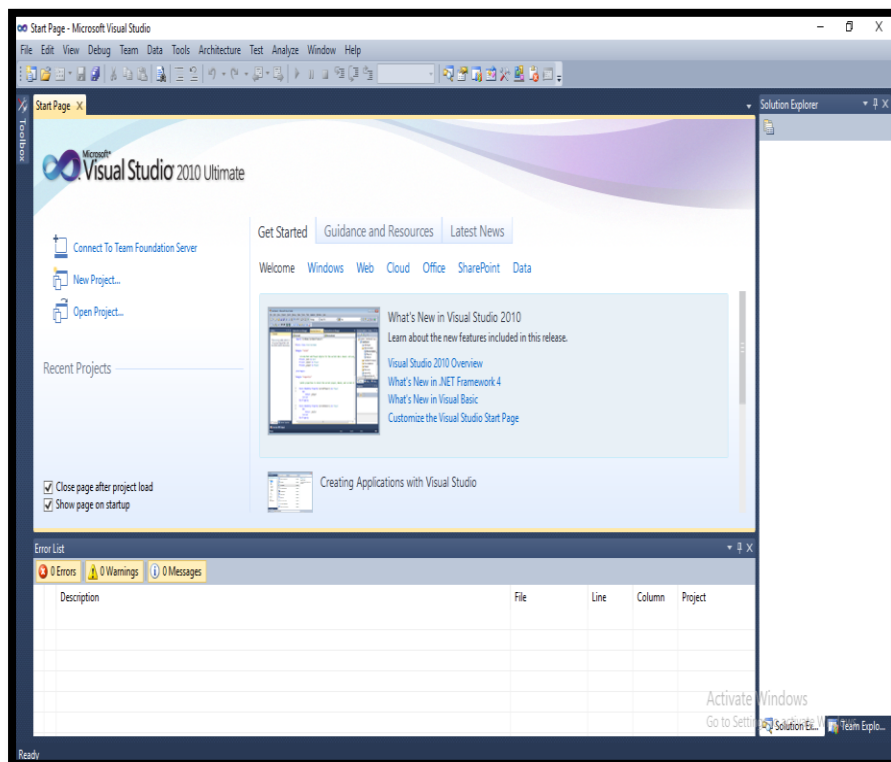 Start Page - Microsoft Visual Studio
File Edit View Debug Team Data Tools Architecture Test Analyze Window Help
Toolbox
Start Page X
Solution Explorer
Microsoft®
Visual Studio 2010 Ultimate
Connect To Team Foundation Server
New Project...
Open Project...
Recent Projects
Close page after project load
Show page on startup
Get Started Guidance and Resources Latest News
Welcome Windows Web Cloud Office SharePoint Data
What's New in Visual Studio 2010
Learn about the new features included in this release.
Visual Studio 2010 Overview
What's New in .NET Framework 4
What's New in Visual Basic
Customize the Visual Studio Start Page
Creating Applications with Visual Studio
Error List
0 Errors 0 Warnings 0 Messages
Description File Line Column Project
Activate Windows
Go to Settin
Solution Ex... Team Explo...
Ready